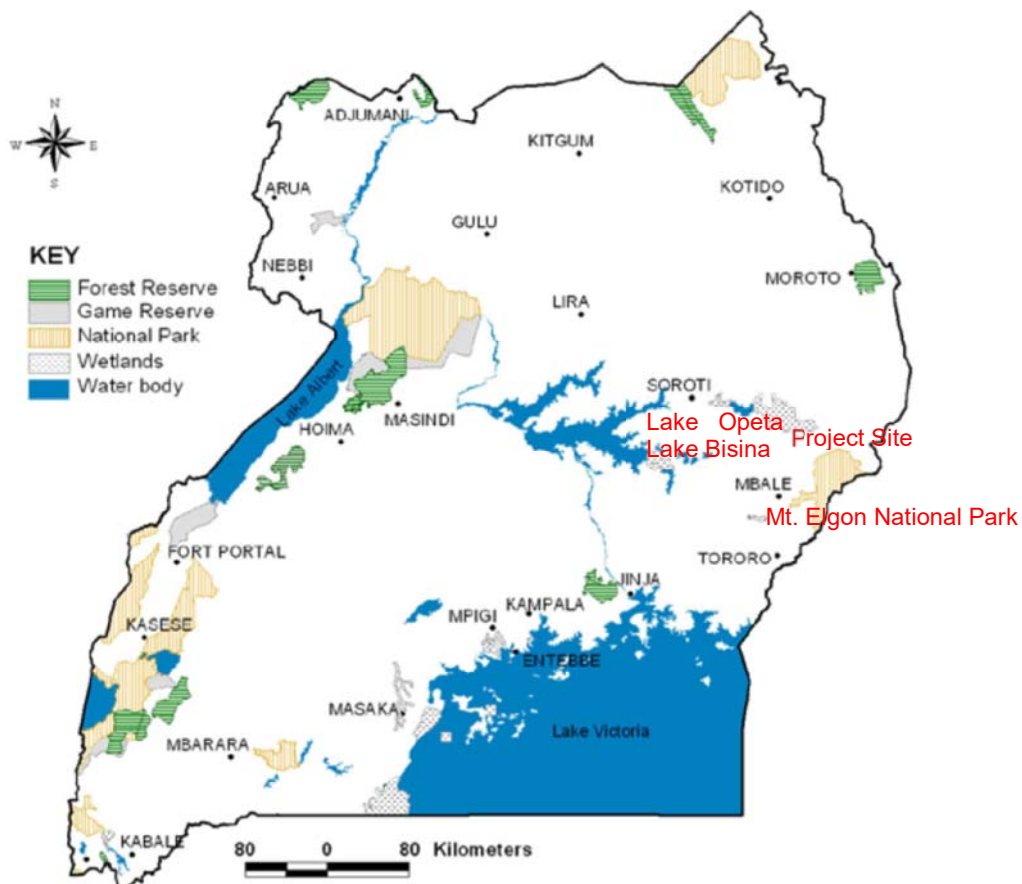 N
W E
S
ADJUMANI
KITGUM
ARUA
KOTIDO
GULU
KEY
NEBBI
MOROTO
Forest Reserve
Game Reserve
LIRA
National Park
Wetlands
Water body
Lake Albert
SOROTI
MASINDI
Lake Opeta
HOIMA
Lake Bisina
Project Site
MBALE
Mt. Elgon National Park
FORT PORTAL
TORORO
JINJA
KAMPALA
MPIGI
KASESE
ENTEBBE
MASAKA
Lake Victoria
MBARARA
KABALE
80 0 80 Kilometers